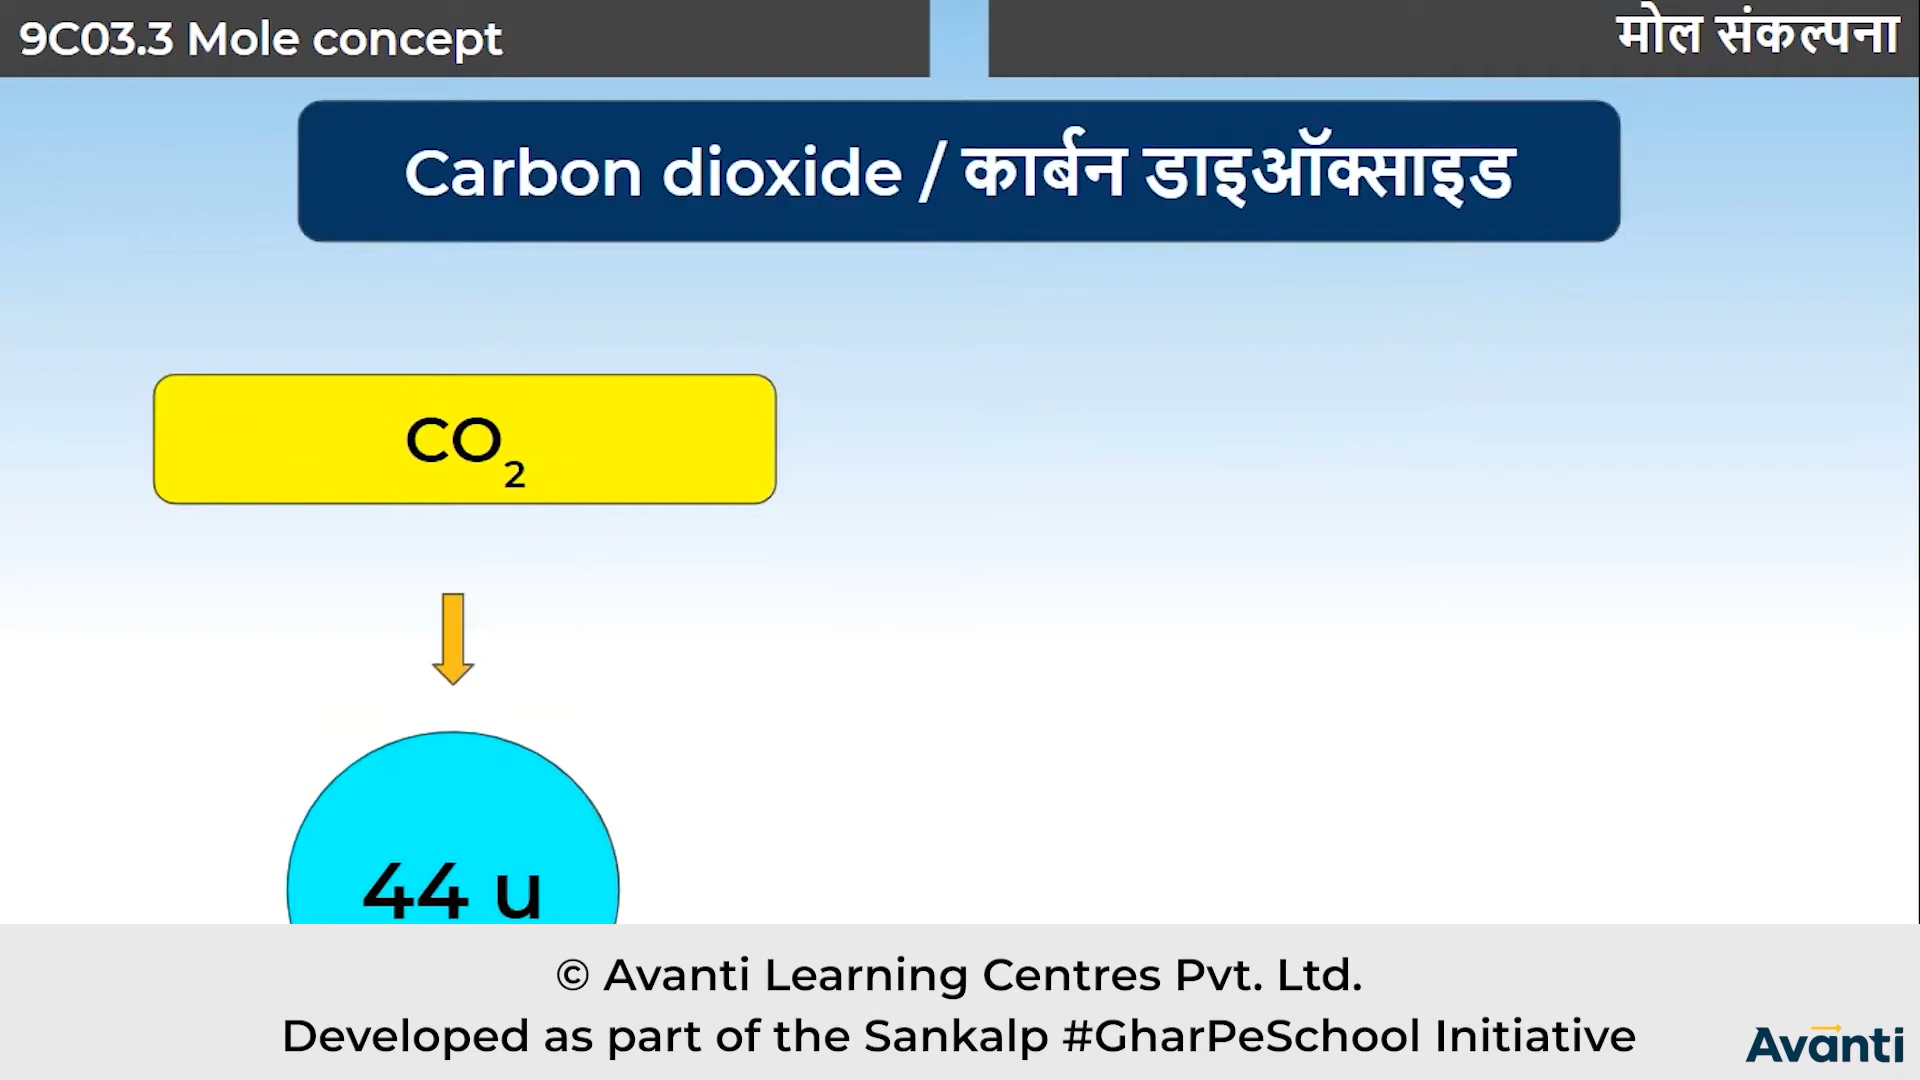 9C03.3 Mole concept
मोल संकल्पना
Carbon dioxide / कार्बन डाइऑक्साइड
CO₂
44 u
© Avanti Learning Centres Pvt. Ltd.
Developed as part of the Sankalp #GharPeSchool Initiative
Avanti